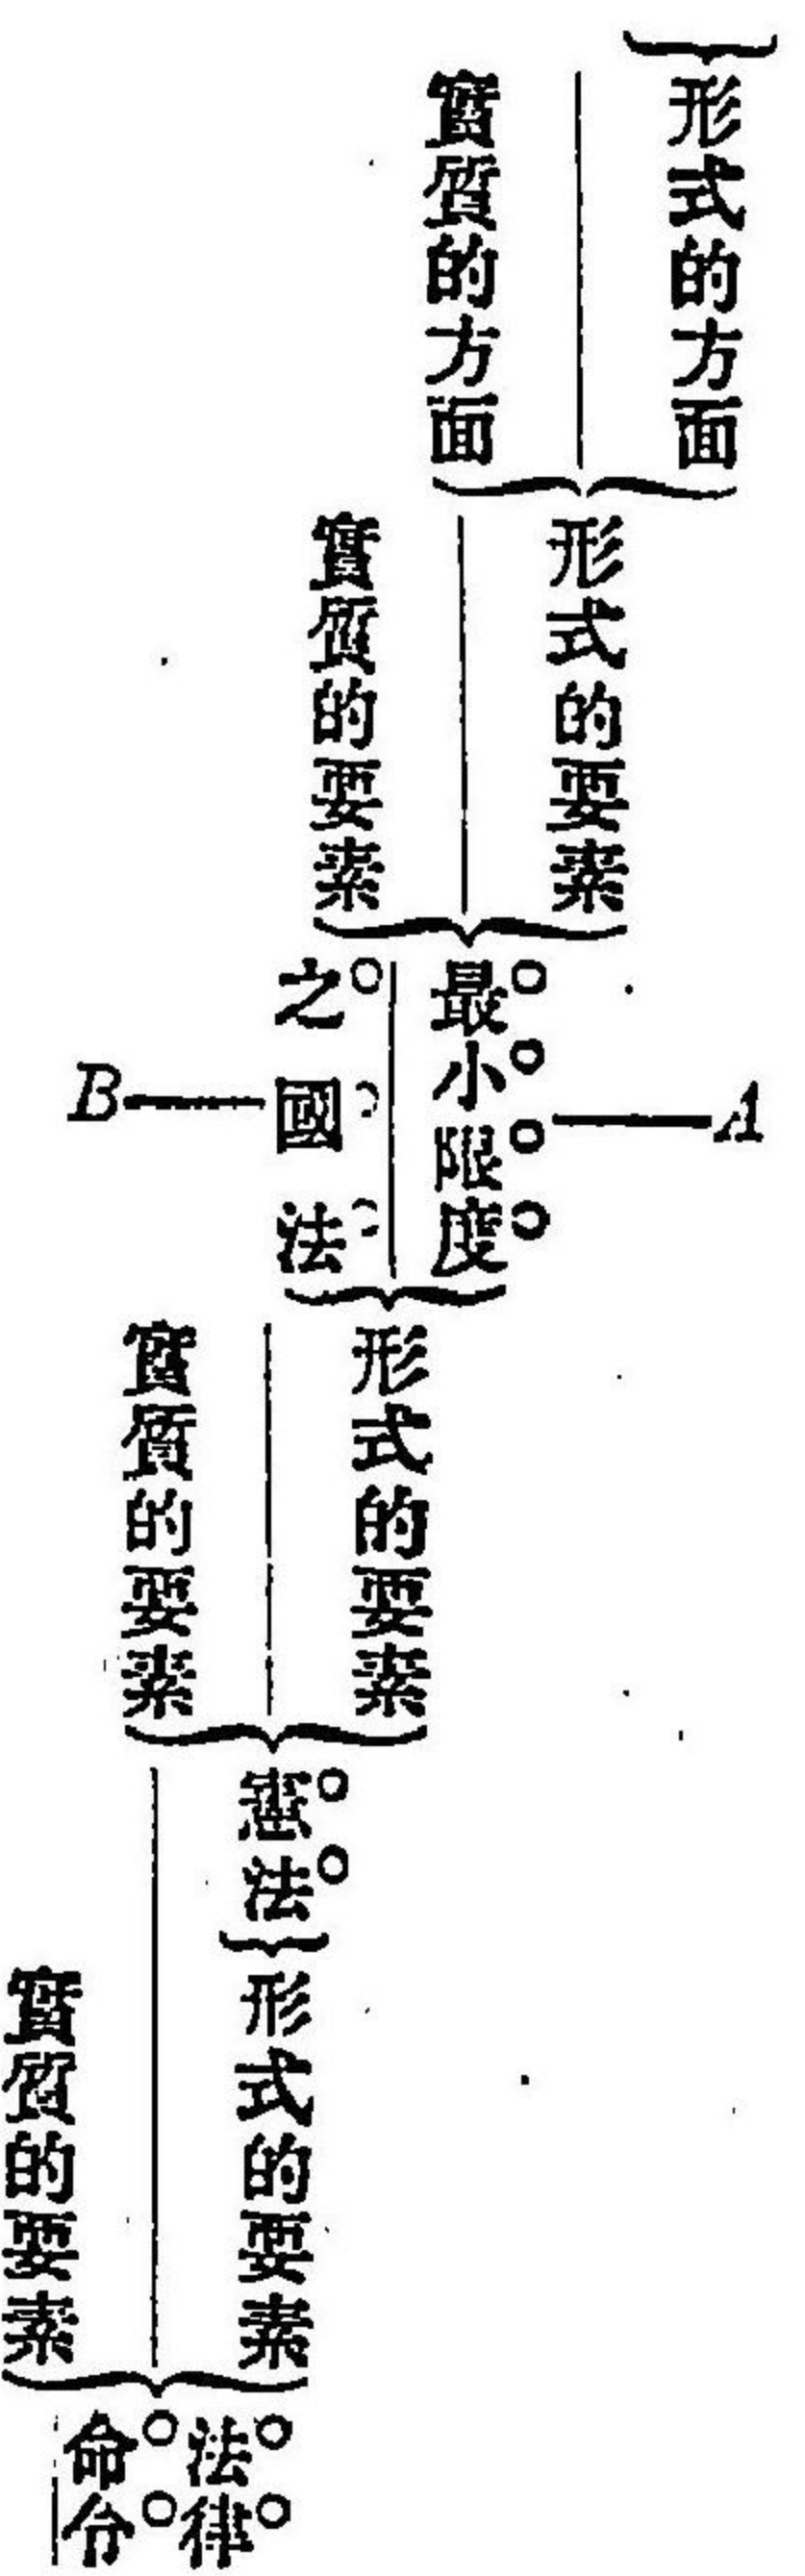 形式的方面
實質的方面
形式的要素
實質的要素
A
最小限度
之國法
B
形式的要素
實質的要素
憲法
形式的要素
實質的要素
法律
命令